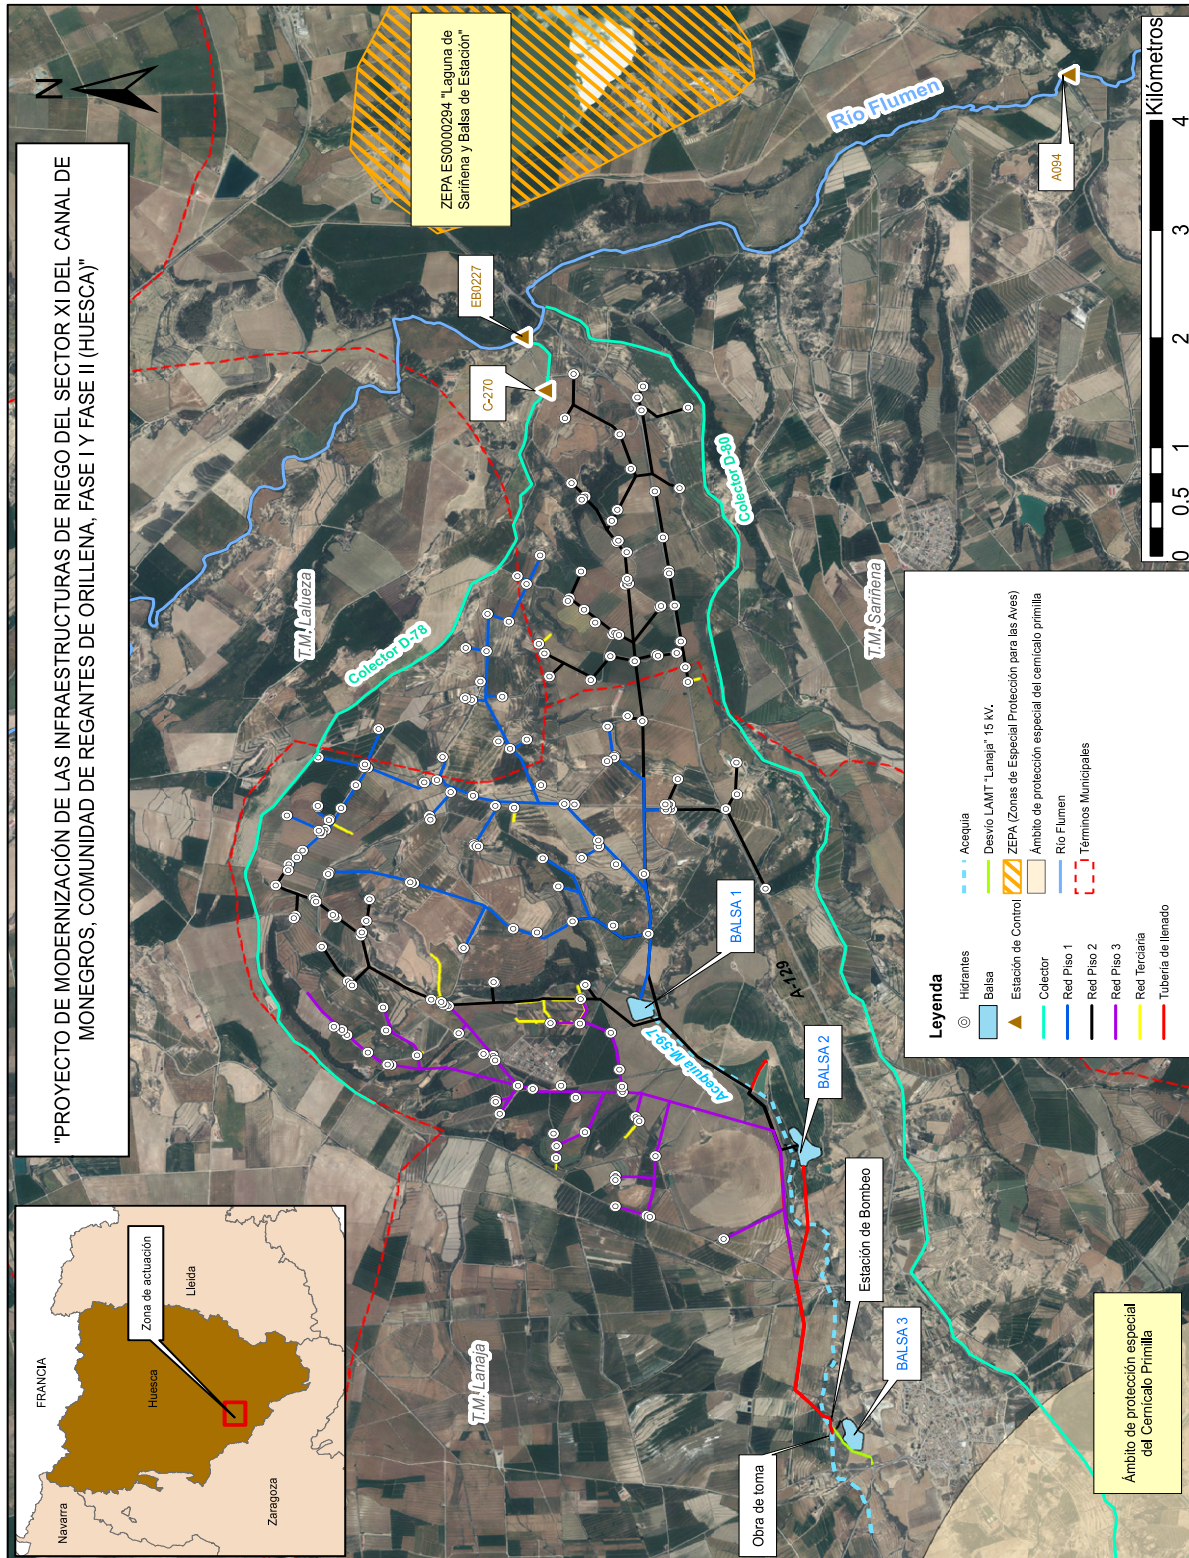 "PROYECTO DE MODERNIZACIÓN DE LAS INFRAESTRUCTURAS DE RIEGO DEL SECTOR XI DEL CANAL DE
MONEGROS, COMUNIDAD DE REGANTES DE ORILLENA, FASE I Y FASE II (HUESCA)"
N
FRANCIA
Navarra
Huesca
Zona de actuación
Lleida
Zaragoza
ZEPA ES0000294 "Laguna de
Sariñena y Balsa de Estación"
T.M. Lalueza
Colector D-78
C-270
EB0227
Río Flumen
A094
T.M. Lanaja
Acequia M-59-7
BALSA 1
Colector D-80
T.M. Sariñena
A-129
BALSA 2
Estación de Bombeo
Obra de toma
BALSA 3
Ámbito de protección especial
del Cernícalo Primilla
Leyenda
Hidrantes
Balsa
Estación de Control
Colector
Red Piso 1
Red Piso 2
Red Piso 3
Red Terciaria
Tubería de llenado
Acequia
Desvío LAMT "Lanaja" 15 kV.
ZEPA (Zonas de Especial Protección para las Aves)
Ámbito de protección especial del cernícalo primilla
Río Flumen
Términos Municipales
0 0.5 1 2 3 4
Kilómetros